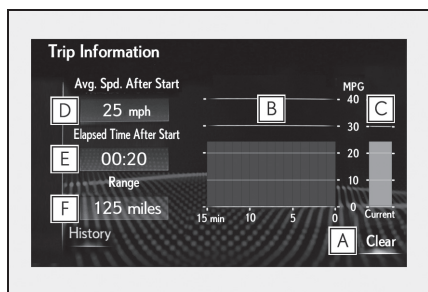 Trip Information
Avg. Spd. After Start
MPG
D 25 mph
B
40
C
30
Elapsed Time After Start
E 00:20
20
Range
10
F 125 miles
0
15 min 10 5 0 Current
History
A Clear